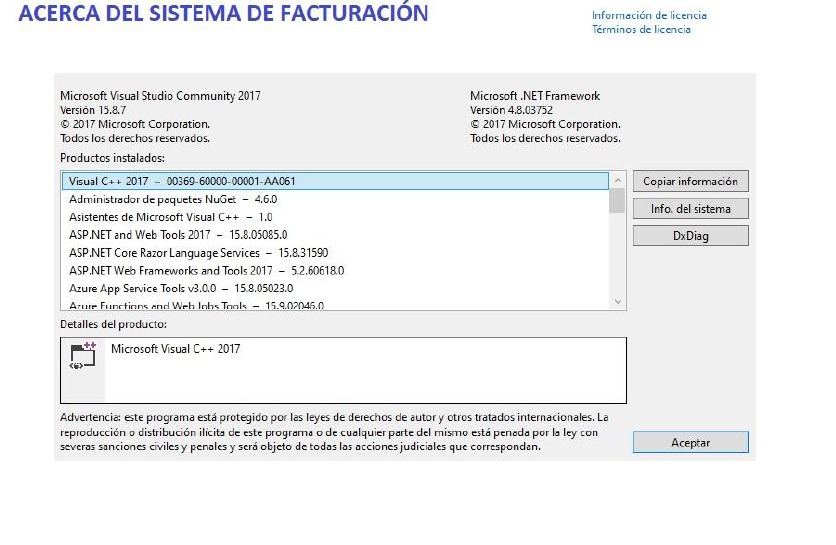 ACERCA DEL SISTEMA DE FACTURACIÓN
Información de licencia
Términos de licencia
Microsoft Visual Studio Community 2017
Versión 15.8.7
© 2017 Microsoft Corporation.
Todos los derechos reservados.
Microsoft .NET Framework
Versión 4.8.03752
© 2017 Microsoft Corporation.
Todos los derechos reservados.
Productos instalados:
Visual C++ 2017 – 00369-60000-00001-AA061
Administrador de paquetes NuGet – 4.6.0
Asistentes de Microsoft Visual C++ – 1.0
ASP.NET and Web Tools 2017 – 15.8.05085.0
ASP.NET Core Razor Language Services – 15.8.31590
ASP.NET Web Frameworks and Tools 2017 – 5.2.60618.0
Azure App Service Tools v3.0.0 – 15.8.05023.0
Azure Functions and Web Jobs Tools – 15.9.02046.0
Copiar información
Info. del sistema
DxDiag
Detalles del producto:
Microsoft Visual C++ 2017
Advertencia: este programa está protegido por las leyes de derechos de autor y otros tratados internacionales. La
reproducción o distribución ilícita de este programa o de cualquier parte del mismo está penada por la ley con
severas sanciones civiles y penales y será objeto de todas las acciones judiciales que correspondan.
Aceptar